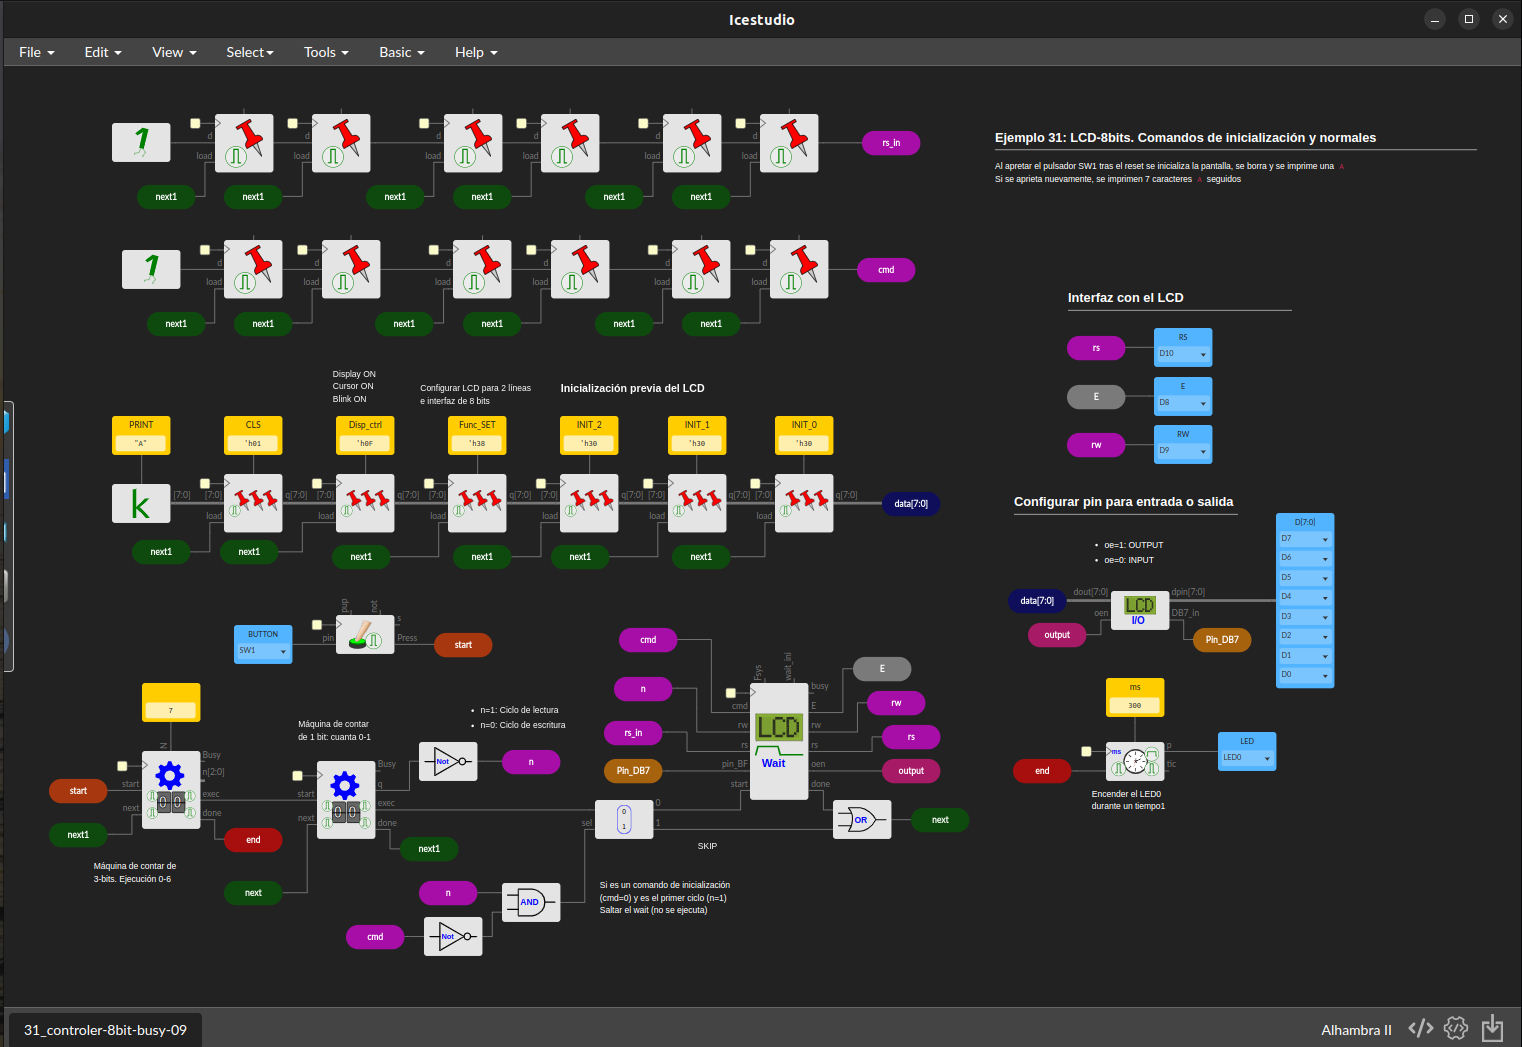 Icestudio
File Edit View Select Tools Basic Help
Ejemplo 31: LCD-8bits. Comandos de inicialización y normales
Al apretar el pulsador SW1 tras el reset se inicializa la pantalla, se borra y se imprime una A
Si se aprieta nuevamente, se imprimen 7 caracteres A seguidos
1 d d d d d d rs_in
load load load load load load
next1 next1 next1 next1 next1 next1
1 d d d d d d cmd
load load load load load load
next1 next1 next1 next1 next1 next1
Interfaz con el LCD
rs RS
D10
E E
D8
rw RW
D9
Display ON
Cursor ON
Blink ON
Configurar LCD para 2 líneas
e interfaz de 8 bits
Inicialización previa del LCD
PRINT CLS Disp_ctrl Func_SET INIT_2 INIT_1 INIT_0
"A" 'h01 'h0F 'h38 'h30 'h30 'h30
k [7:0] [7:0] q[7:0] [7:0] q[7:0] [7:0] q[7:0] [7:0] q[7:0] [7:0] q[7:0] [7:0] q[7:0] data[7:0]
load load load load load load
next1 next1 next1 next1 next1 next1
Configurar pin para entrada o salida
• oe=1: OUTPUT
• oe=0: INPUT
D[7:0]
D7
D6
D5
D4
D3
D2
D1
D0
data[7:0] dout[7:0] LCD dpin[7:0]
output oen I/O DB7_in Pin_DB7
BUTTON
SW1
pup not
pin s
Press start
ms
300
end ms p
tic
LED
LED0
Encender el LED0
durante un tiempo1
7
N
start start Busy
n[2:0]
exec
next1 next done
end
Máquina de contar de
3-bits. Ejecución 0-6
Máquina de contar
de 1 bit: cuanta 0-1
start Busy
q
exec
next next done
next1
• n=1: Ciclo de lectura
• n=0: Ciclo de escritura
Not n
cmd cmd
n rw
rs_in rs
Pin_DB7 pin_BF
start
Fsys wait_ini
LCD
Wait
busy
E E
rw rw
rs rs
oen output
done
sel 0
1
0
1
SKIP
OR next
n AND
cmd Not
Si es un comando de inicialización
(cmd=0) y es el primer ciclo (n=1)
Saltar el wait (no se ejecuta)
31_controler-8bit-busy-09
Alhambra II